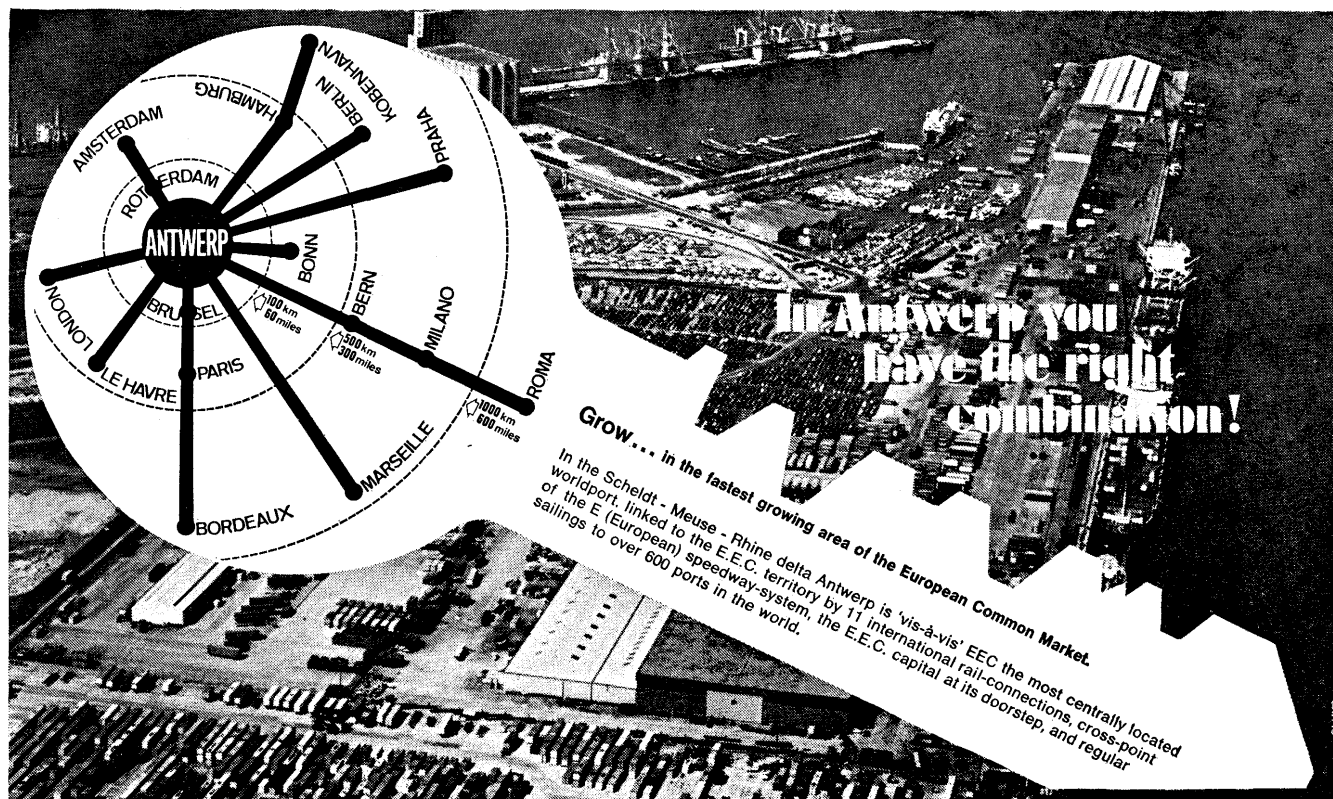 KOBENHAVN
HAMBURG
BERLIN
PRAHA
AMSTERDAM
ROTTERDAM
ANTWERP
BONN
BRUSSEL
LONDON
LE HAVRE
PARIS
BERN
MILANO
ROMA
MARSEILLE
BORDEAUX
100 km
60 miles
500 km
300 miles
1000 km
600 miles
In Antwerp you
have the right
combination!
Grow... in the fastest growing area of the European Common Market.
In the Scheldt - Meuse - Rhine delta Antwerp is 'vis-à-vis' EEC the most centrally located
worldport, linked to the E.E.C. territory by 11 international rail-connections, cross-point
of the E (European) speedway-system, the E.E.C. capital at its doorstep, and regular
sailings to over 600 ports in the world.